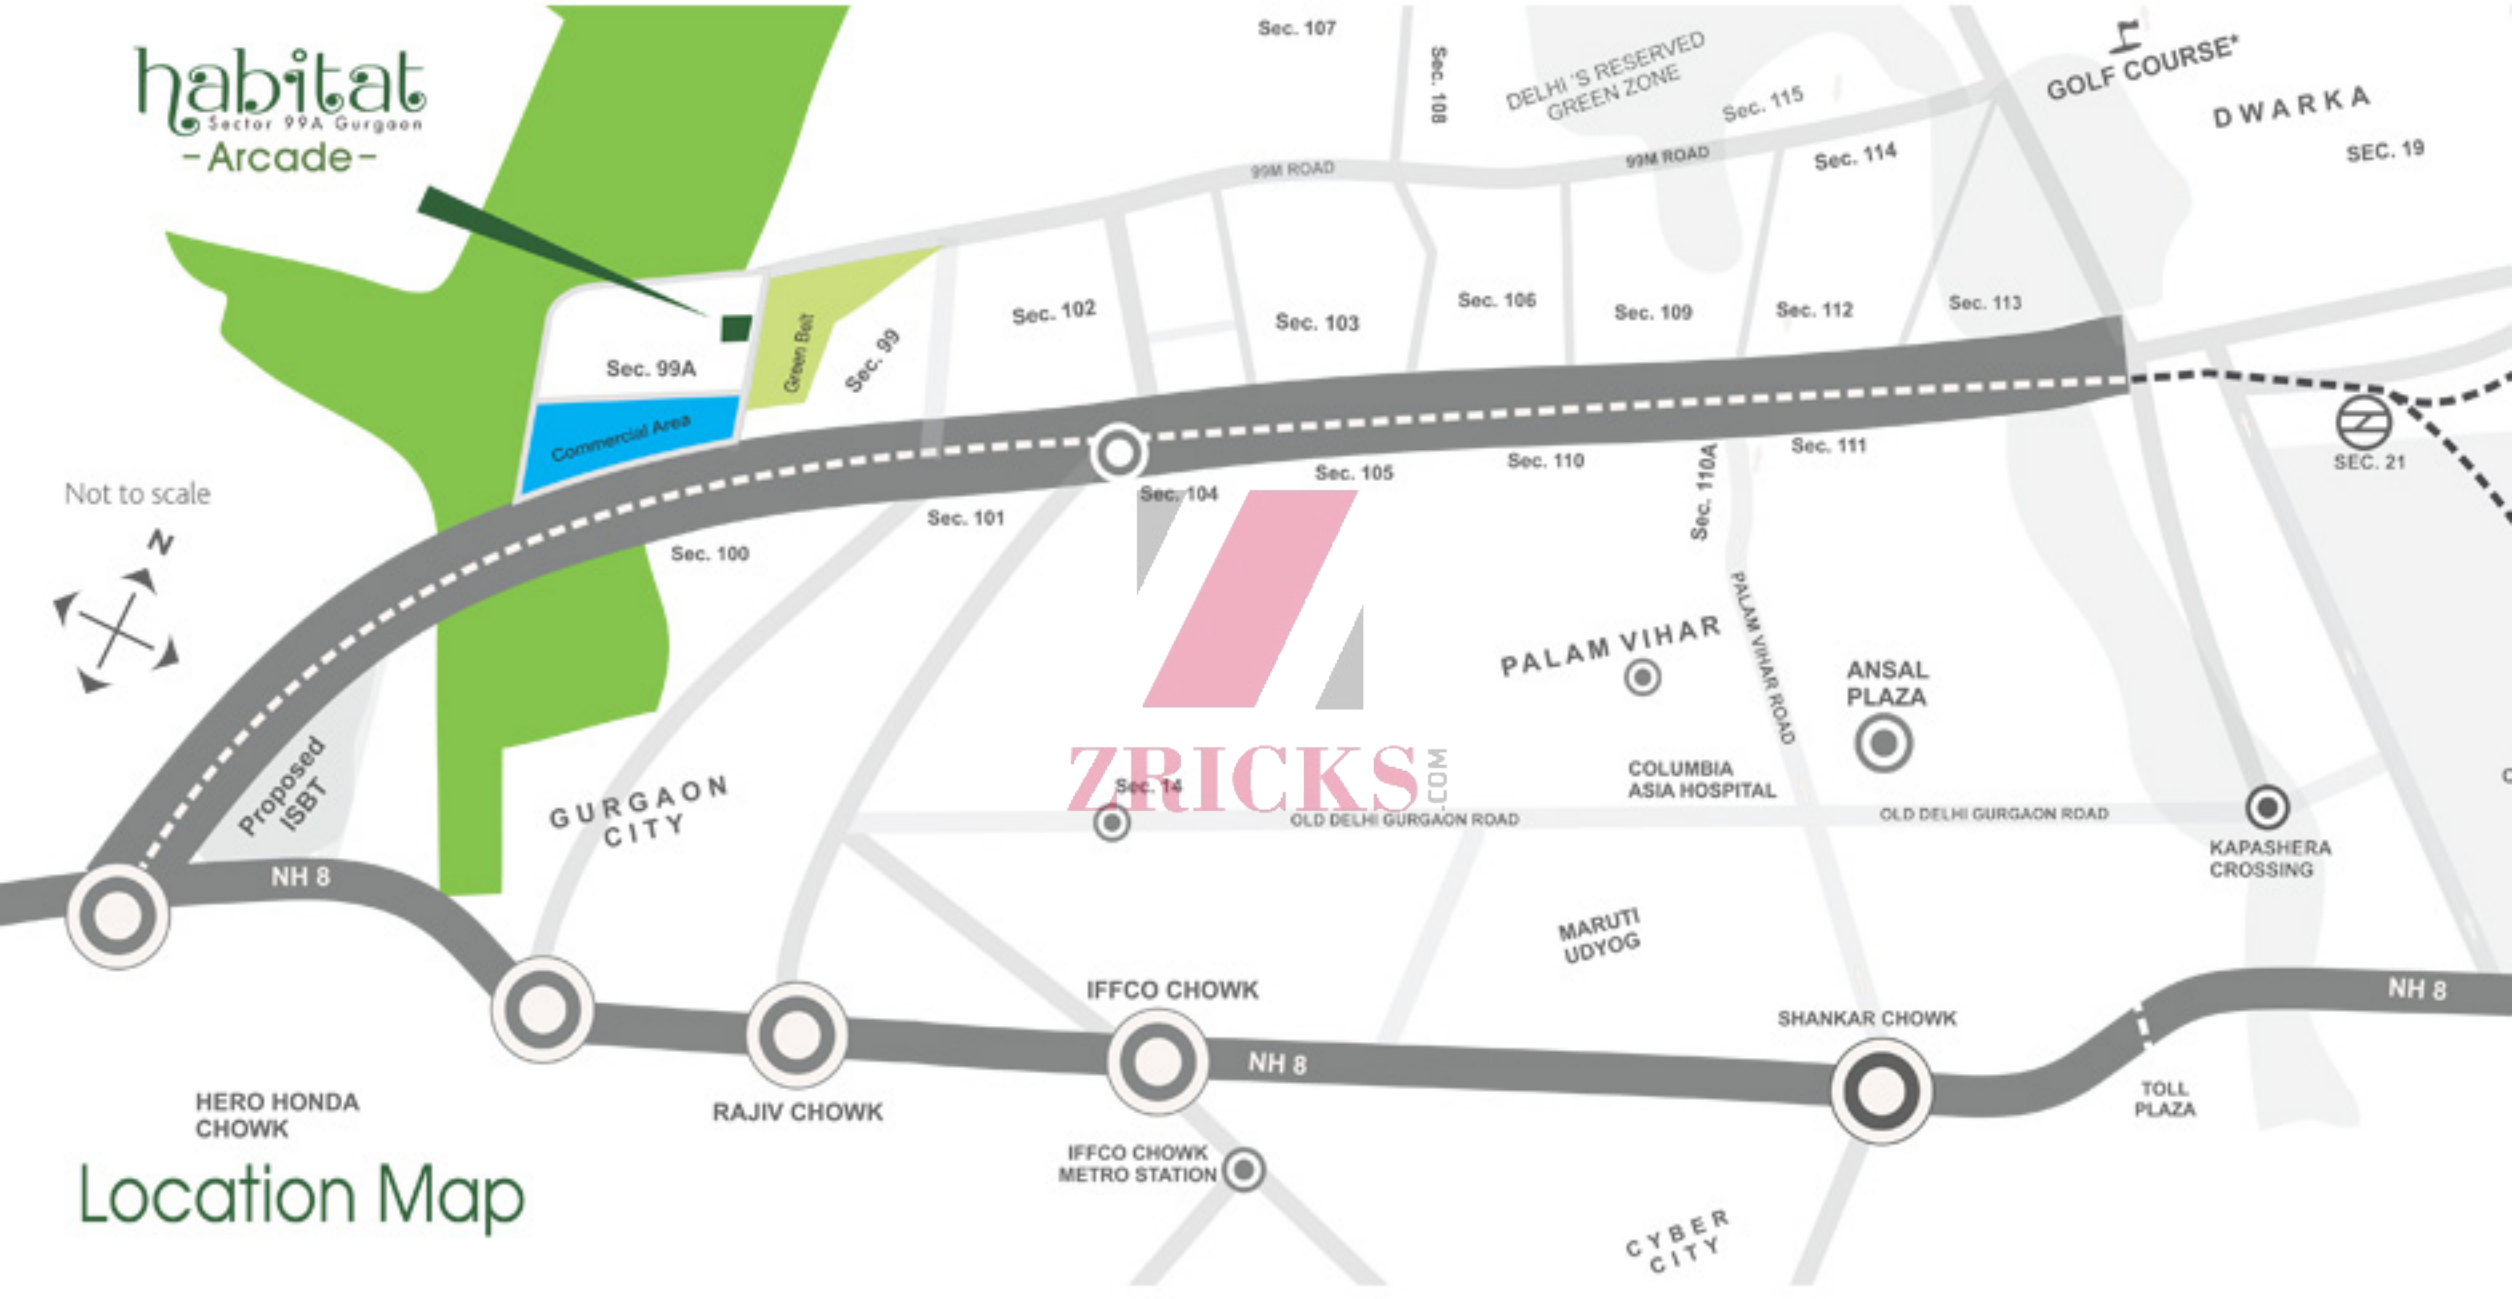 habitat
Sector 99A Gurgaon
-Arcade-
Sec. 107
Sec. 108
DELHI 'S RESERVED
GREEN ZONE
Sec. 115
GOLF COURSE*
DWARKA
SEC. 19
99M ROAD
99M ROAD
Sec. 114
Sec. 99A
Commercial Area
Green Belt
Sec. 99
Sec. 102
Sec. 103
Sec. 106
Sec. 109
Sec. 112
Sec. 113
SEC. 21
Not to scale
N
Sec. 100
Sec. 101
Sec. 104
Sec. 105
Sec. 110
Sec. 110A
Sec. 111
PALAM VIHAR
PALAM VIHAR ROAD
ANSAL
PLAZA
COLUMBIA
ASIA HOSPITAL
Proposed
ISBT
GURGAON
CITY
ZRICKS
.COM
Sec. 14
OLD DELHI GURGAON ROAD
OLD DELHI GURGAON ROAD
KAPASHERA
CROSSING
NH 8
MARUTI
UDYOG
IFFCO CHOWK
NH 8
SHANKAR CHOWK
NH 8
TOLL
PLAZA
HERO HONDA
CHOWK
RAJIV CHOWK
IFFCO CHOWK
METRO STATION
CYBER
CITY
Location Map